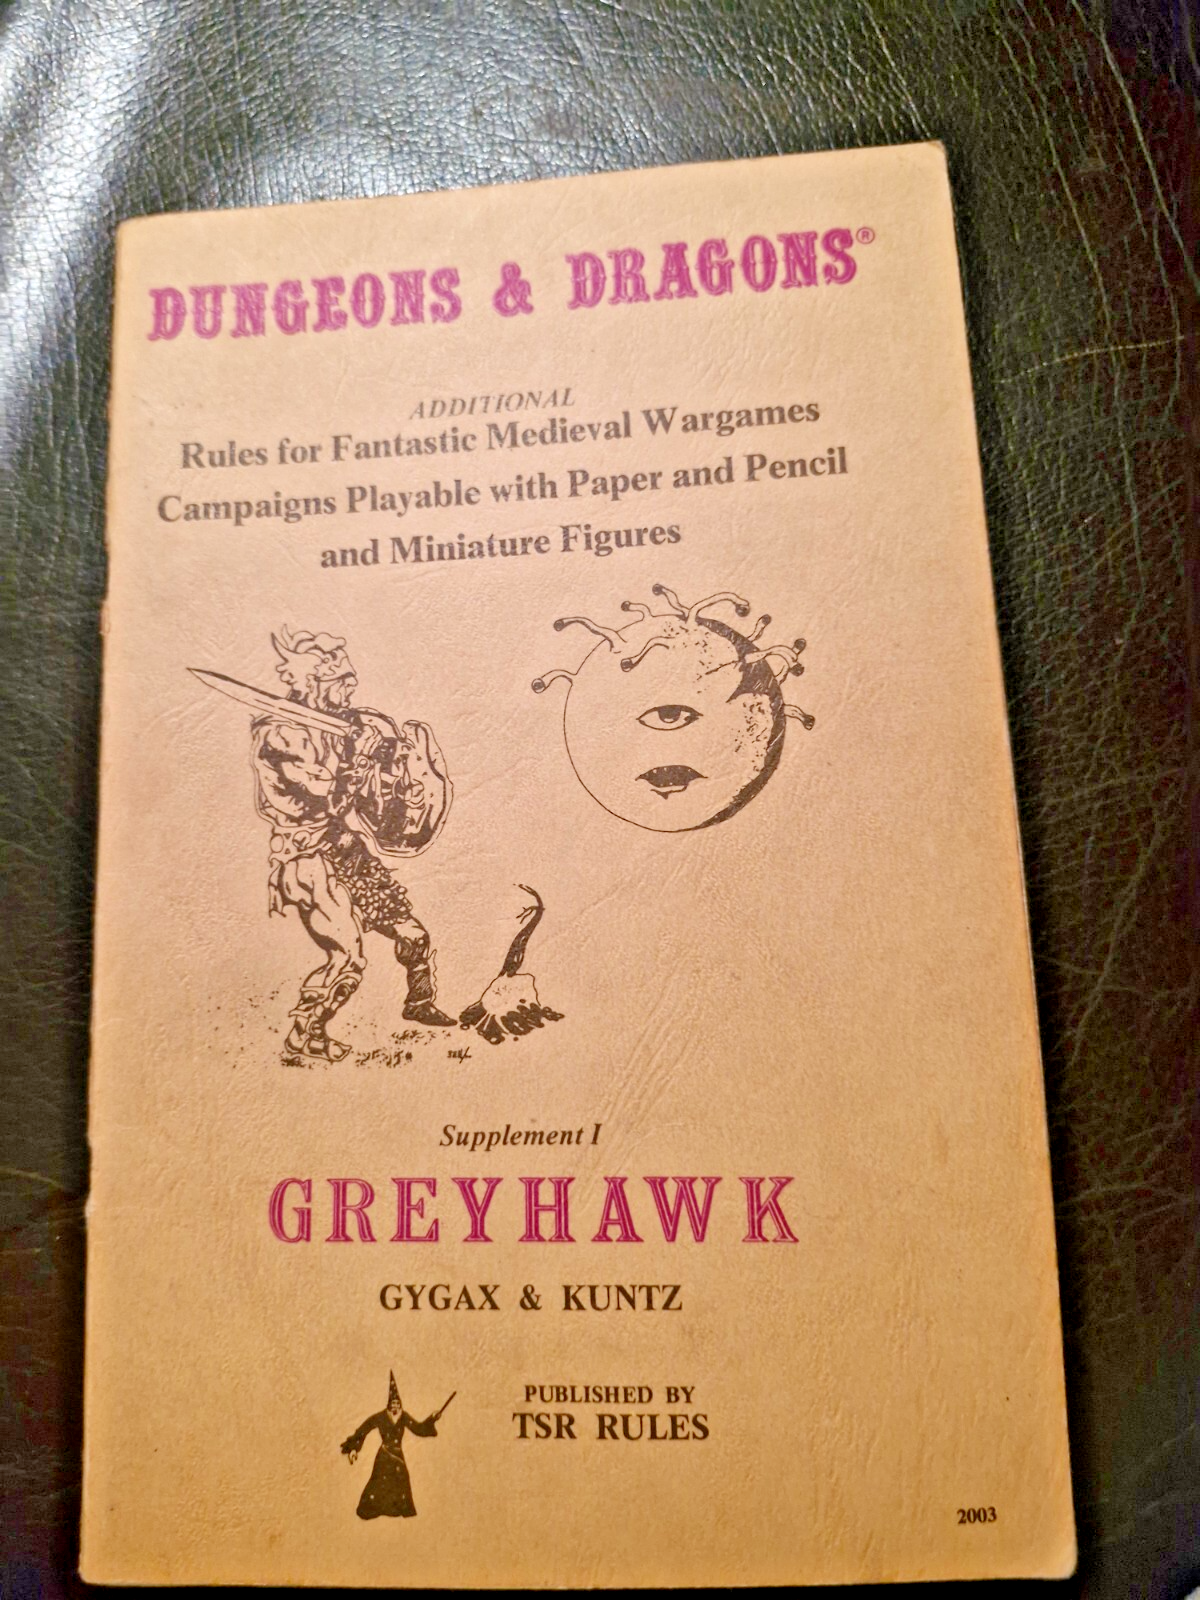 DUNGEONS & DRAGONS®
ADDITIONAL
Rules for Fantastic Medieval Wargames
Campaigns Playable with Paper and Pencil
and Miniature Figures
Supplement I
GREYHAWK
GYGAX & KUNTZ
PUBLISHED BY
TSR RULES
2003